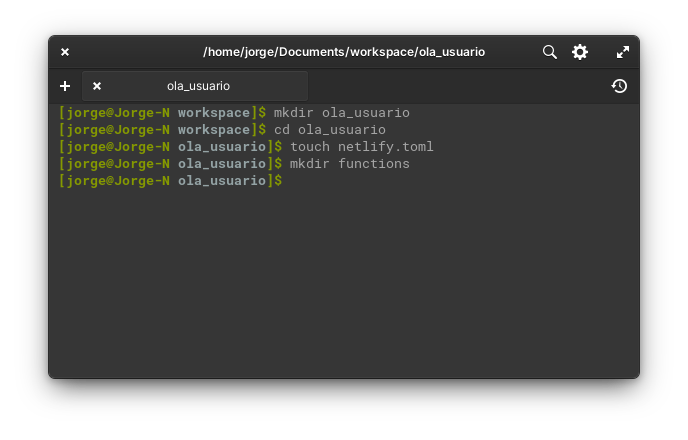 /home/jorge/Documents/workspace/ola_usuario
ola_usuario
[jorge@Jorge-N workspace]$ mkdir ola_usuario
[jorge@Jorge-N workspace]$ cd ola_usuario
[jorge@Jorge-N ola_usuario]$ touch netlify.toml
[jorge@Jorge-N ola_usuario]$ mkdir functions
[jorge@Jorge-N ola_usuario]$